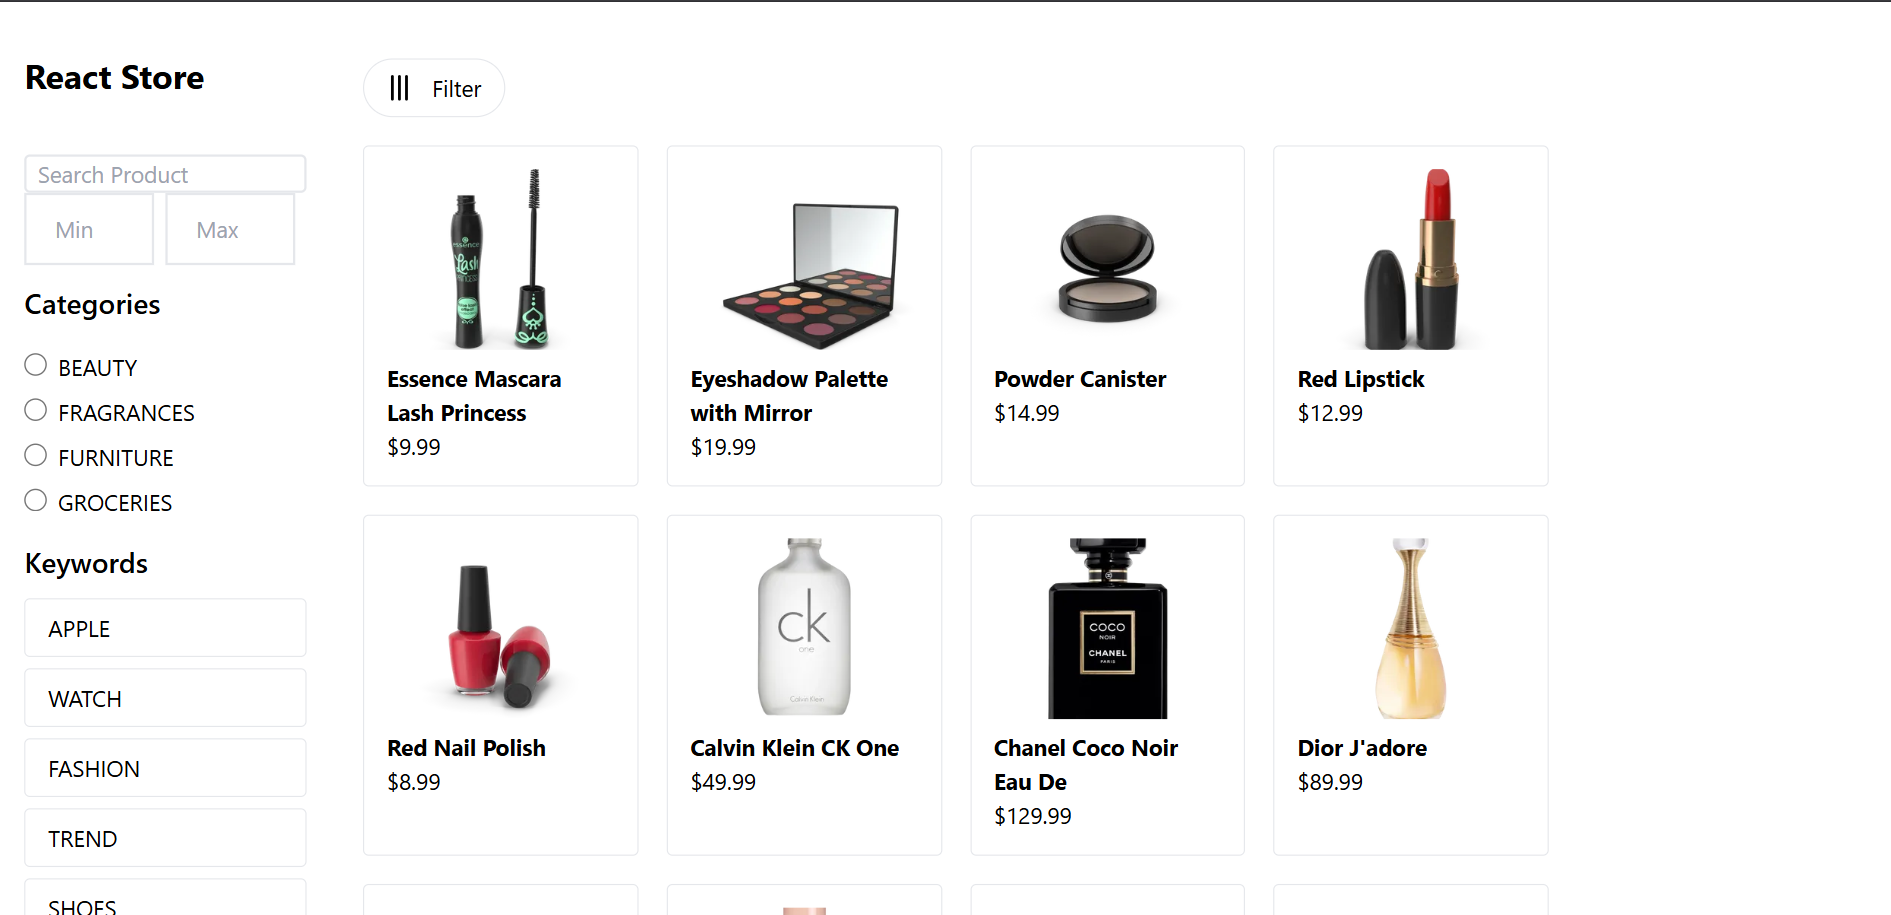 React Store
Search Product
Min
Max
Categories
BEAUTY
FRAGRANCES
FURNITURE
GROCERIES
Keywords
APPLE
WATCH
FASHION
TREND
SHOES
Filter
essence
Lash
Essence Mascara
Lash Princess
$9.99
Eyeshadow Palette
with Mirror
$19.99
Powder Canister
$14.99
Red Lipstick
$12.99
Red Nail Polish
$8.99
ck
one
Calvin Klein
Calvin Klein CK One
$49.99
COCO
NOIR
CHANEL
PARIS
Chanel Coco Noir
Eau De
$129.99
Dior J'adore
$89.99